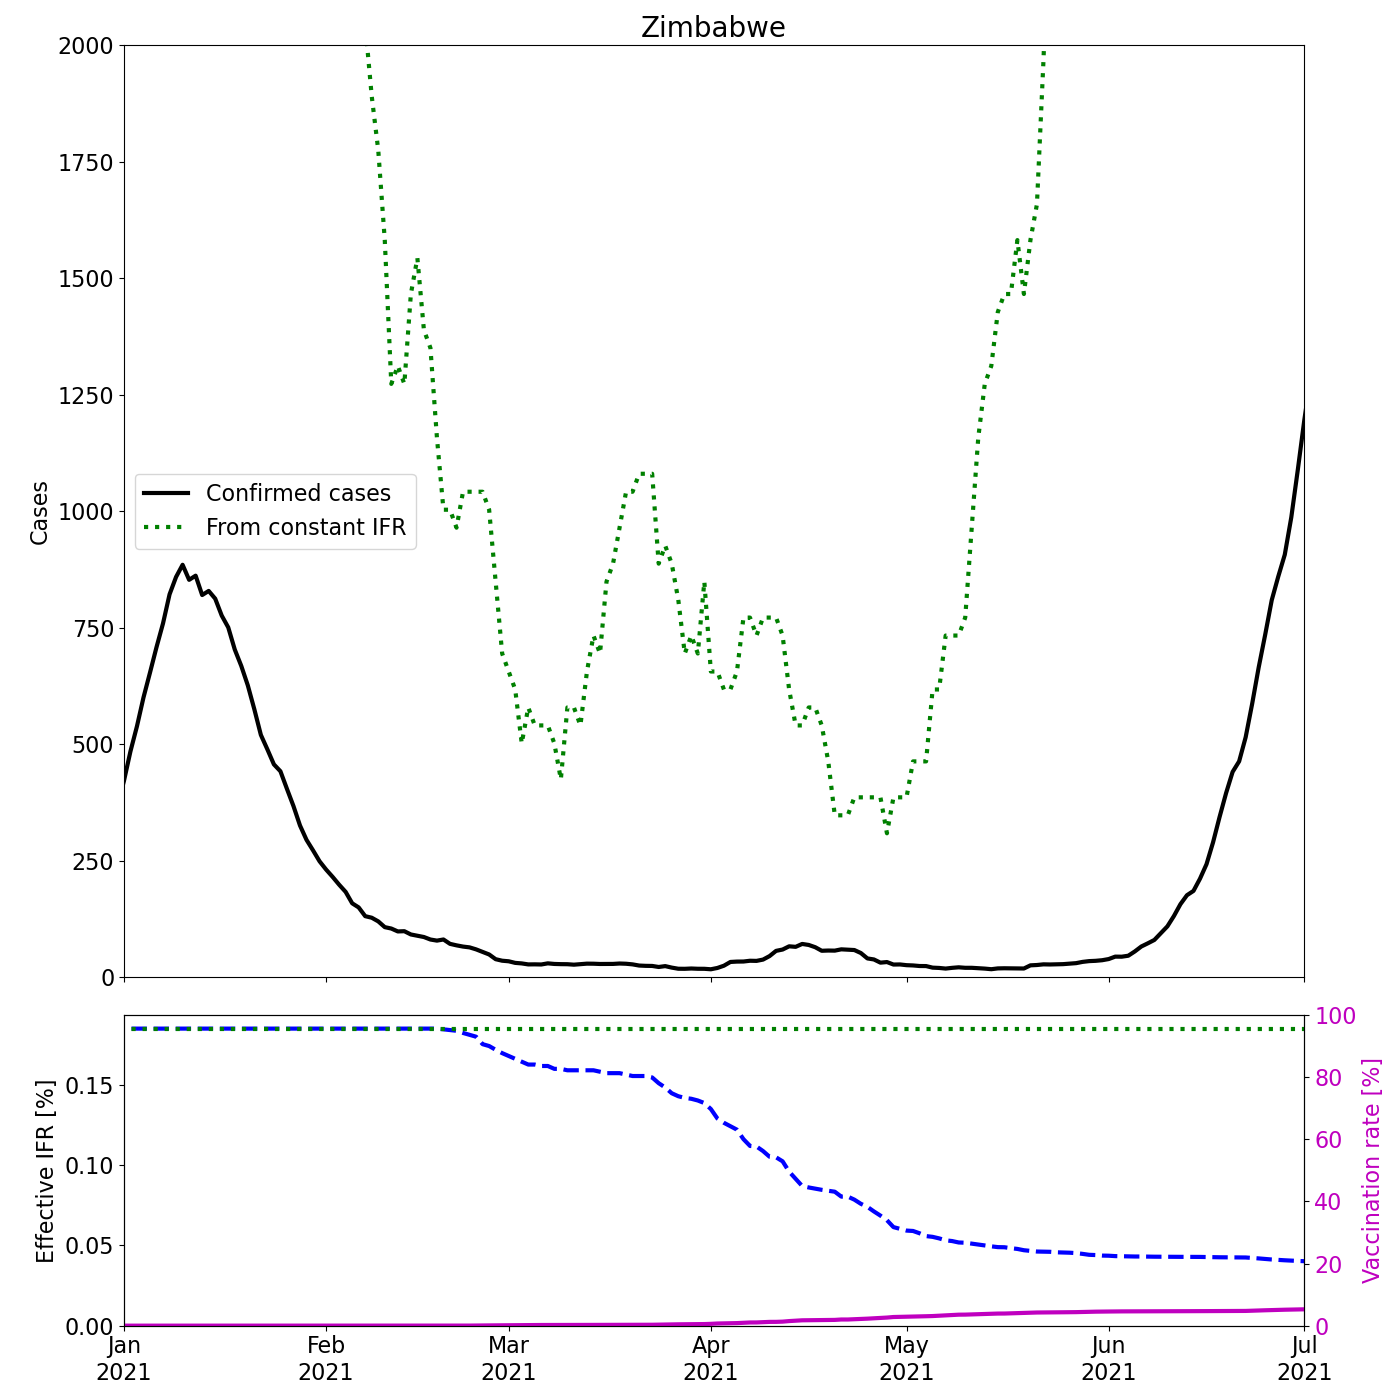 Zimbabwe
2000
1750
1500
1250
1000
750
500
250
0
Cases
Confirmed cases
From constant IFR
0.15
0.10
0.05
0.00
Effective IFR [%]
100
80
60
40
20
0
Vaccination rate [%]
Jan Feb Mar Apr May Jun Jul
2021 2021 2021 2021 2021 2021 2021